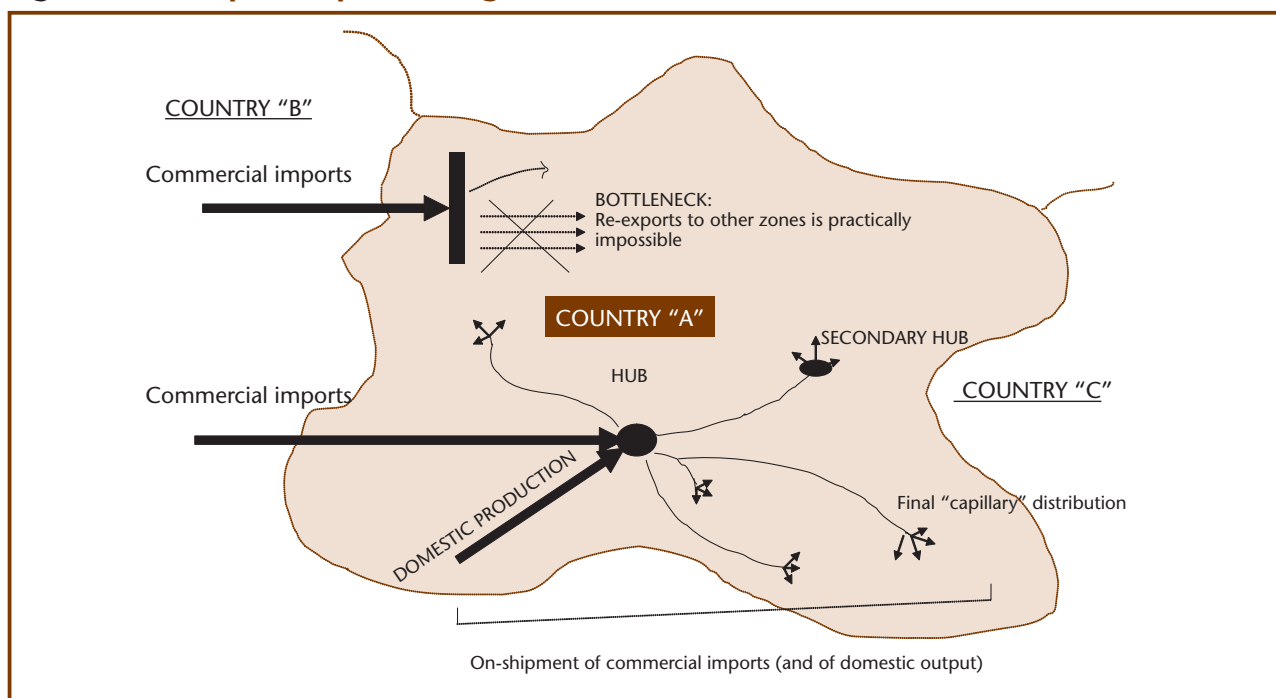 COUNTRY "B"
Commercial imports
BOTTLENECK:
Re-exports to other zones is practically
impossible
COUNTRY "A"
SECONDARY HUB
HUB
COUNTRY "C"
Commercial imports
DOMESTIC PRODUCTION
Final "capillary" distribution
On-shipment of commercial imports (and of domestic output)